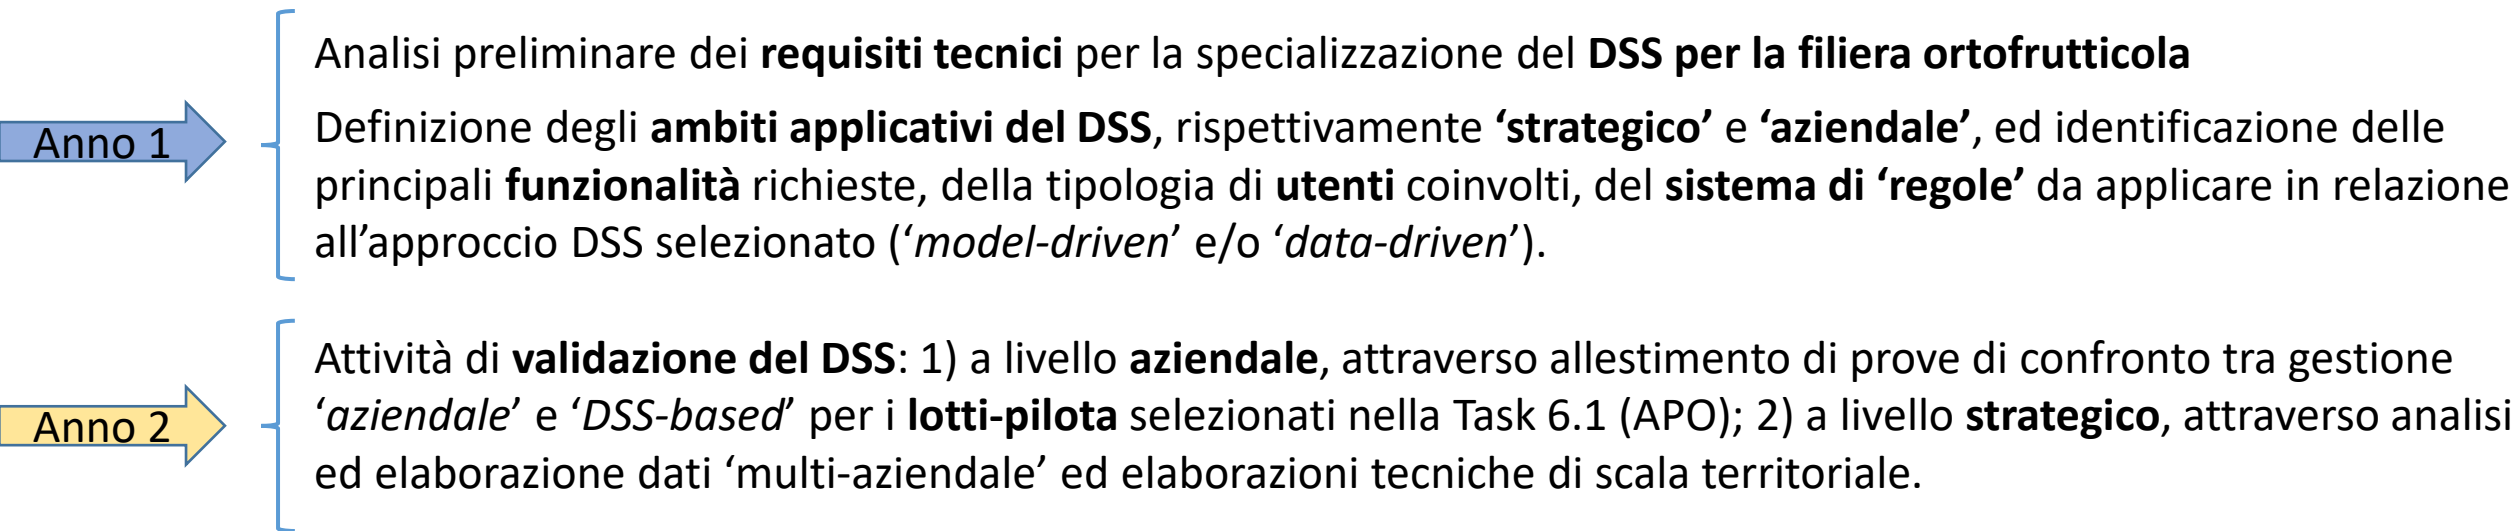 Analisi preliminare dei requisiti tecnici per la specializzazione del DSS per la filiera ortofrutticola
Anno 1
Definizione degli ambiti applicativi del DSS, rispettivamente ‘strategico’ e ‘aziendale’, ed identificazione delle
principali funzionalità richieste, della tipologia di utenti coinvolti, del sistema di ‘regole’ da applicare in relazione
all’approccio DSS selezionato (‘model-driven’ e/o ‘data-driven’).
Attività di validazione del DSS: 1) a livello aziendale, attraverso allestimento di prove di confronto tra gestione
Anno 2
‘aziendale’ e ‘DSS-based’ per i lotti-pilota selezionati nella Task 6.1 (APO); 2) a livello strategico, attraverso analisi
ed elaborazione dati ‘multi-aziendale’ ed elaborazioni tecniche di scala territoriale.